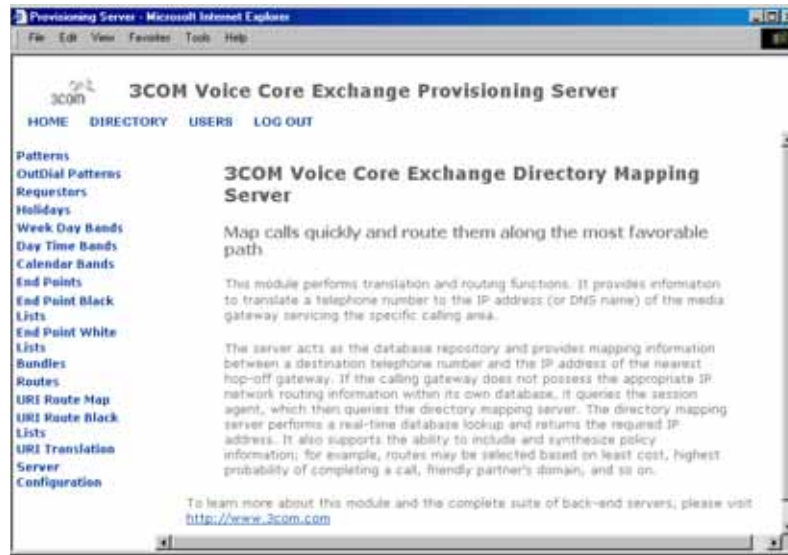 Provisioning Server - Microsoft Internet Explorer
File Edit View Favorites Tools Help
3com
3COM Voice Core Exchange Provisioning Server
HOME DIRECTORY USERS LOG OUT
Patterns
OutDial Patterns
Requestors
Holidays
Week Day Bands
Day Time Bands
Calendar Bands
End Points
End Point Black
Lists
End Point White
Lists
Bundles
Routes
URI Route Map
URI Route Black
Lists
URI Translation
Server
Configuration
3COM Voice Core Exchange Directory Mapping
Server
Map calls quickly and route them along the most favorable
path
This module performs translation and routing functions. It provides information
to translate a telephone number to the IP address (or DNS name) of the media
gateway servicing the specific calling area.
The server acts as the database repository and provides mapping information
between a destination telephone number and the IP address of the nearest
hop-off gateway. If the calling gateway does not possess the appropriate IP
network routing information within its own database, it queries the session
agent, which then queries the directory mapping server. The directory mapping
server performs a real-time database lookup and returns the required IP
address. It also supports the ability to include and synthesize policy
information; for example, routes may be selected based on least cost, highest
probability of completing a call, friendly partner's domain, and so on.
To learn more about this module and the complete suite of back-end servers, please visit
http://www.3com.com